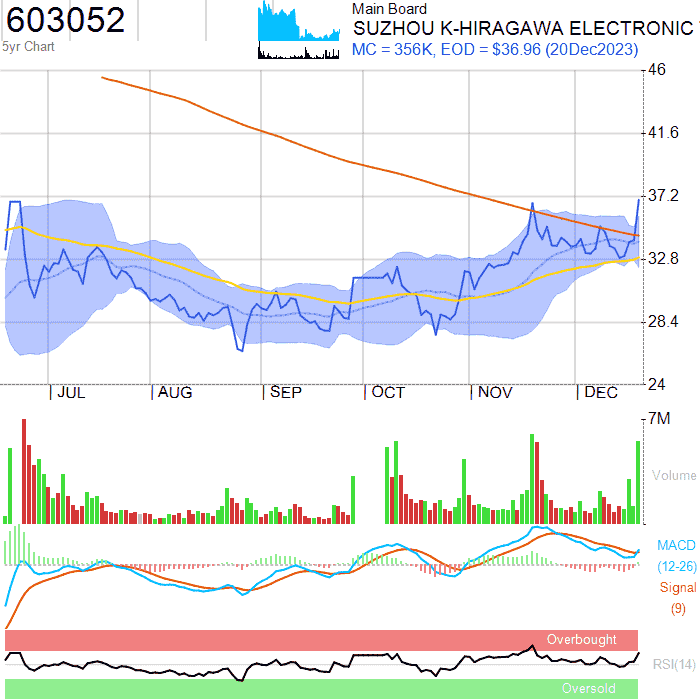 603052
5yr Chart
Main Board
SUZHOU K-HIRAGAWA ELECTRONIC
MC = 356K, EOD = $36.96 (20Dec2023)
46
41.6
37.2
32.8
28.4
24
JUL AUG SEP OCT NOV DEC
7M
Volume
MACD
(12-26)
Signal
(9)
Overbought
RSI(14)
Oversold